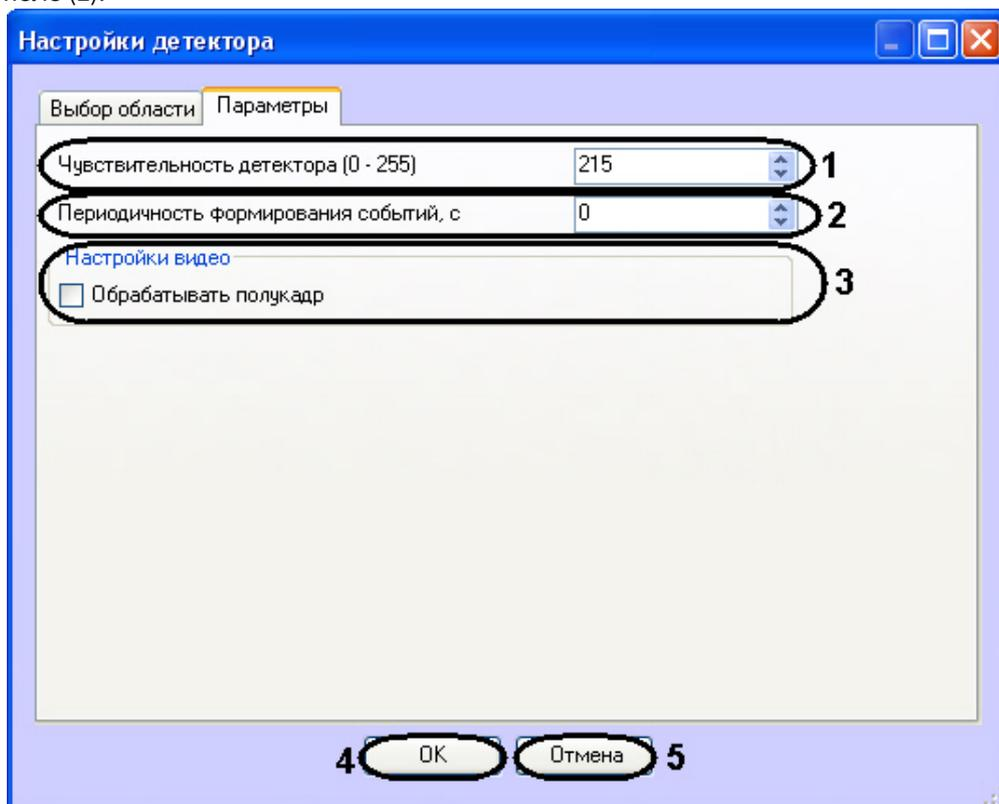 Настройки детектора
Выбор области Параметры
Чувствительность детектора (0 - 255) 215 1
Периодичность формирования событий, с 0 2
Настройки видео
Обрабатывать полукадр 3
4 OK Отмена 5